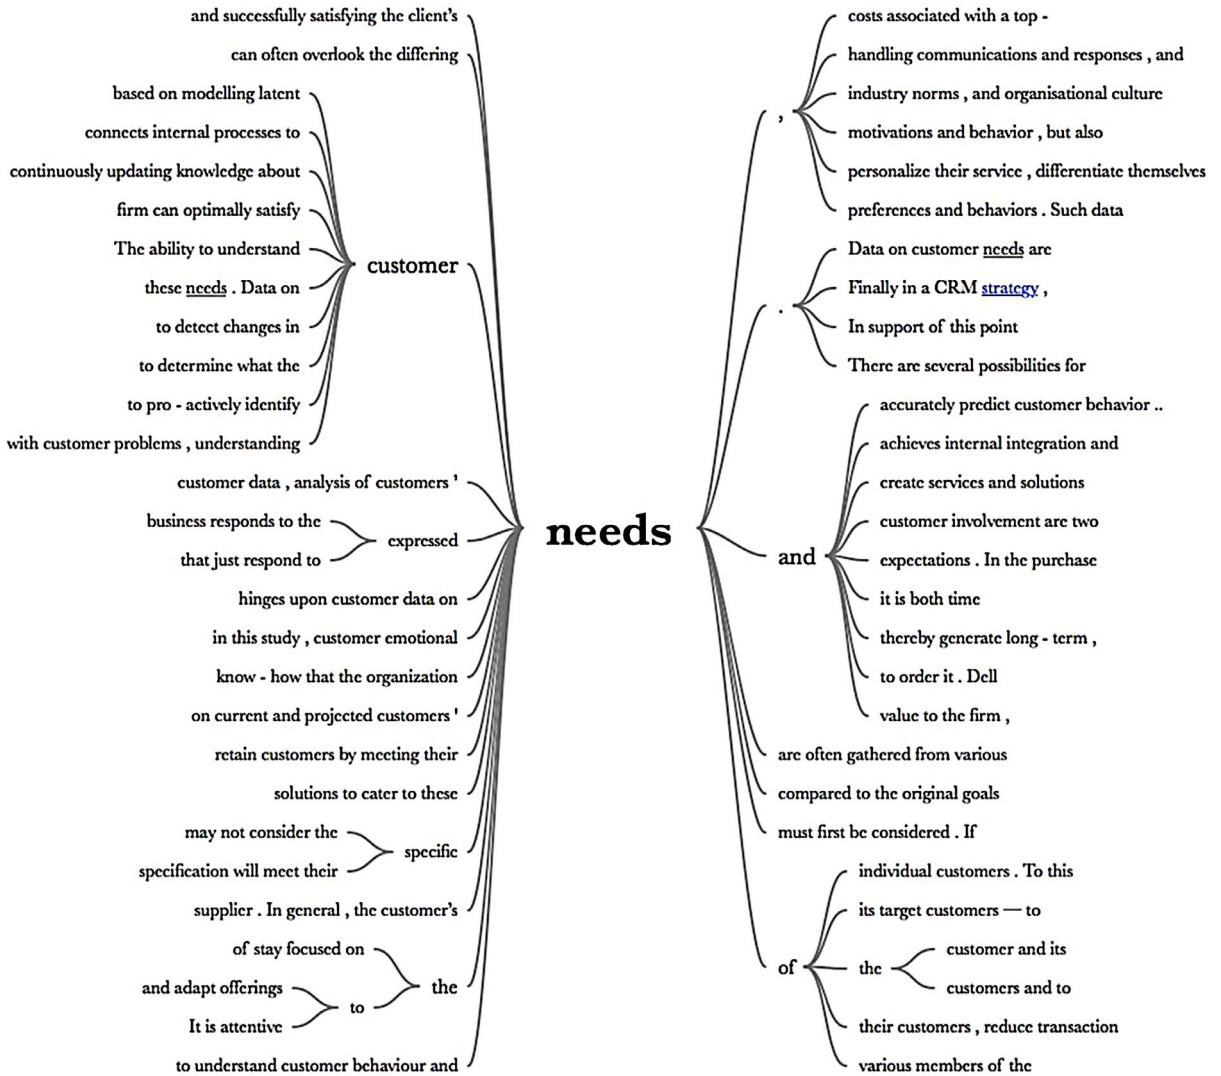 and successfully satisfying the client's
can often overlook the differing
based on modelling latent
connects internal processes to
continuously updating knowledge about
firm can optimally satisfy
The ability to understand
customer
these needs . Data on
to detect changes in
to determine what the
to pro - actively identify
with customer problems , understanding
customer data , analysis of customers '
business responds to the
expressed
that just respond to
hinges upon customer data on
in this study , customer emotional
know - how that the organization
on current and projected customers '
retain customers by meeting their
solutions to cater to these
may not consider the
specific
specification will meet their
supplier . In general , the customer's
of stay focused on
the
and adapt offerings
to
It is attentive
to understand customer behaviour and
needs
,
costs associated with a top -
handling communications and responses , and
industry norms , and organisational culture
motivations and behavior , but also
personalize their service , differentiate themselves
preferences and behaviors . Such data
.
Data on customer needs are
Finally in a CRM strategy ,
In support of this point
There are several possibilities for
and
accurately predict customer behavior ..
achieves internal integration and
create services and solutions
customer involvement are two
expectations . In the purchase
it is both time
thereby generate long - term ,
to order it . Dell
value to the firm ,
are often gathered from various
compared to the original goals
must first be considered . If
of
individual customers . To this
its target customers — to
the
customer and its
customers and to
their customers , reduce transaction
various members of the